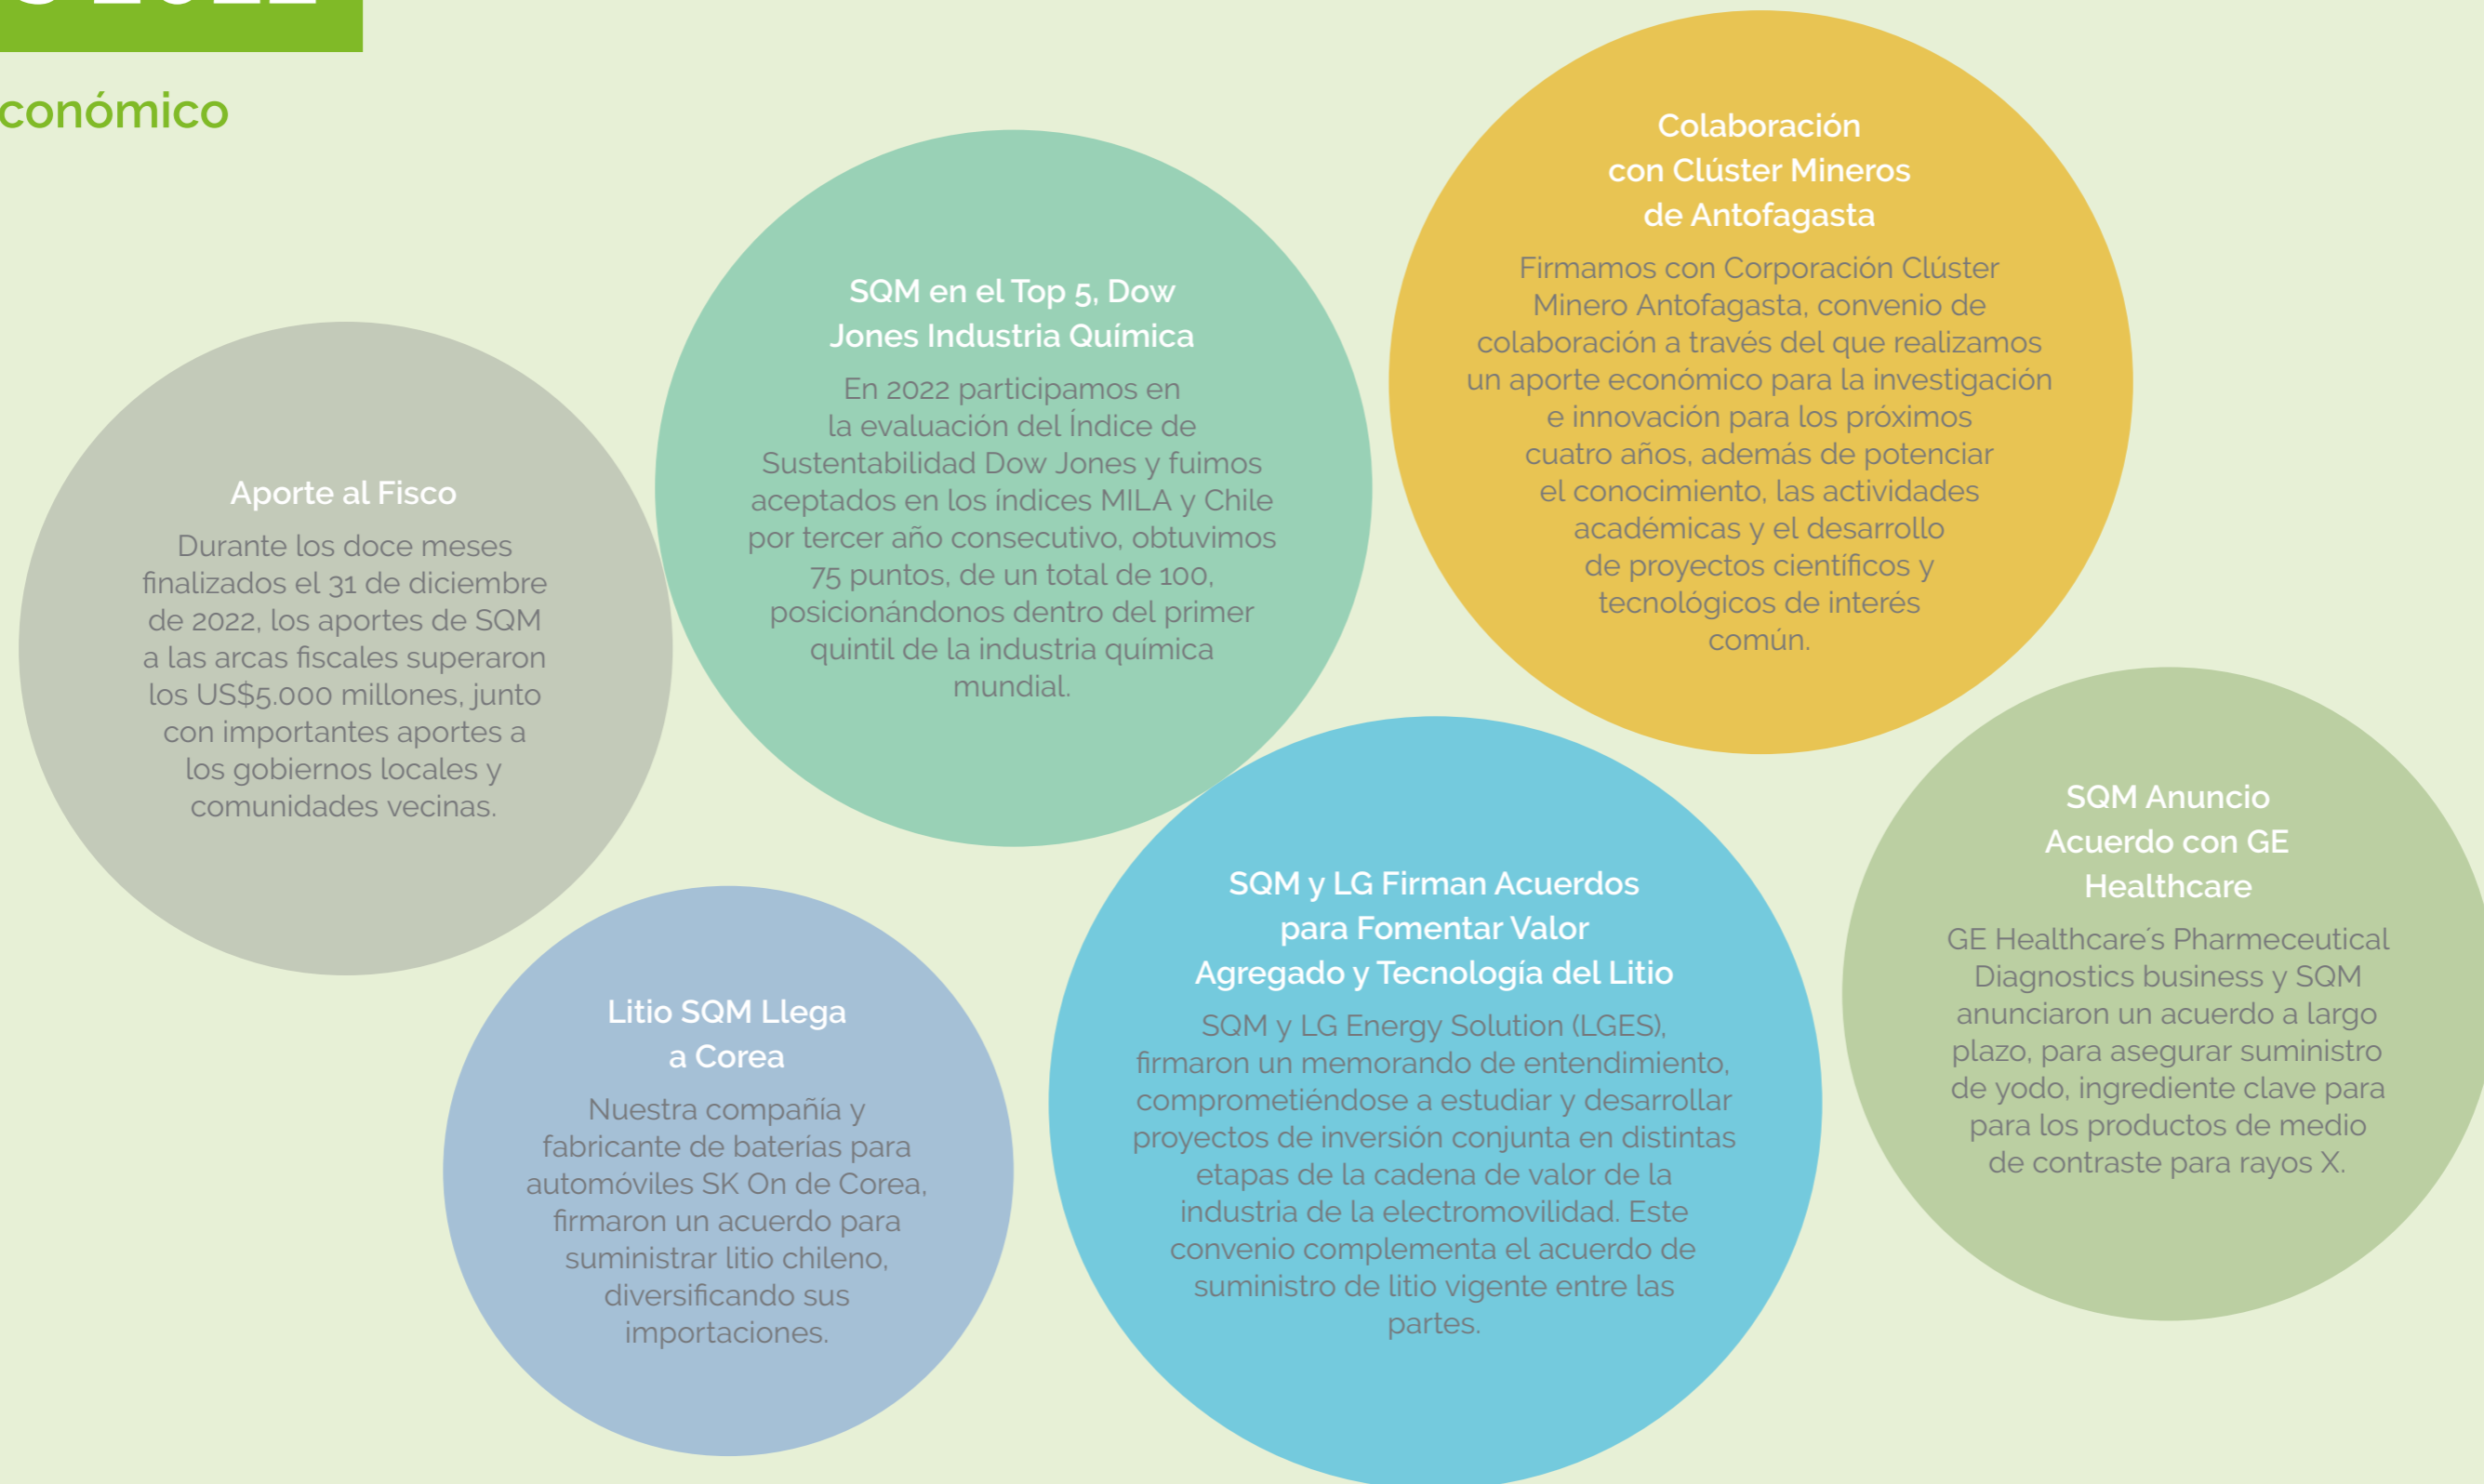 2022
conómico
Aporte al Fisco
Durante los doce meses
finalizados el 31 de diciembre
de 2022, los aportes de SQM
a las arcas fiscales superaron
los US$5.000 millones, junto
con importantes aportes a
los gobiernos locales y
comunidades vecinas.
SQM en el Top 5, Dow
Jones Industria Química
En 2022 participamos en
la evaluación del Índice de
Sustentabilidad Dow Jones y fuimos
aceptados en los índices MILA y Chile
por tercer año consecutivo, obtuvimos
75 puntos, de un total de 100,
posicionándonos dentro del primer
quintil de la industria química
mundial.
Colaboración
con Clúster Mineros
de Antofagasta
Firmamos con Corporación Clúster
Minero Antofagasta, convenio de
colaboración a través del que realizamos
un aporte económico para la investigación
e innovación para los próximos
cuatro años, además de potenciar
el conocimiento, las actividades
académicas y el desarrollo
de proyectos científicos y
tecnológicos de interés
común.
Litio SQM Llega
a Corea
Nuestra compañía y
fabricante de baterías para
automóviles SK On de Corea,
firmaron un acuerdo para
suministrar litio chileno,
diversificando sus
importaciones.
SQM y LG Firman Acuerdos
para Fomentar Valor
Agregado y Tecnología del Litio
SQM y LG Energy Solution (LGES),
firmaron un memorando de entendimiento,
comprometiéndose a estudiar y desarrollar
proyectos de inversión conjunta en distintas
etapas de la cadena de valor de la
industria de la electromovilidad. Este
convenio complementa el acuerdo de
suministro de litio vigente entre las
partes.
SQM Anuncio
Acuerdo con GE
Healthcare
GE Healthcare´s Pharmeceutical
Diagnostics business y SQM
anunciaron un acuerdo a largo
plazo, para asegurar suministro
de yodo, ingrediente clave para
para los productos de medio
de contraste para rayos X.